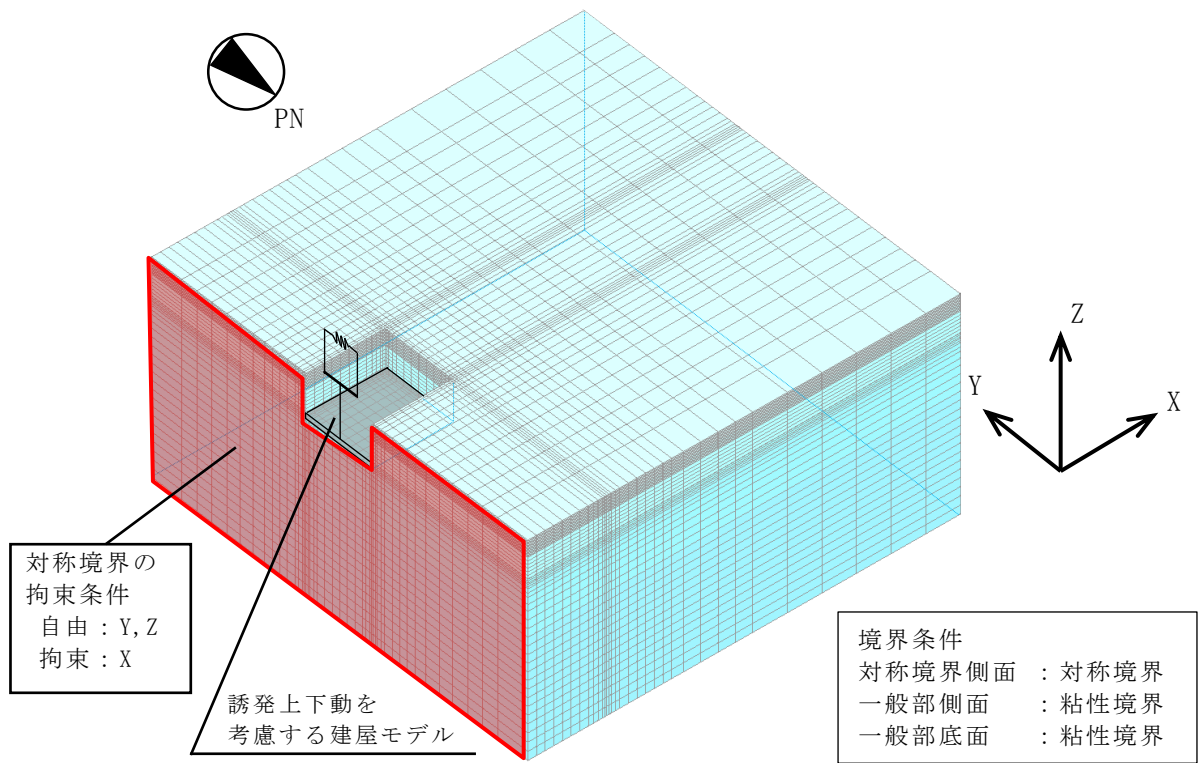 PN
Z
Y
X
対称境界の
拘束条件
自由：Y,Z
拘束：X
誘発上下動を
考慮する建屋モデル
境界条件
対称境界側面 ：対称境界
一般部側面 ：粘性境界
一般部底面 ：粘性境界